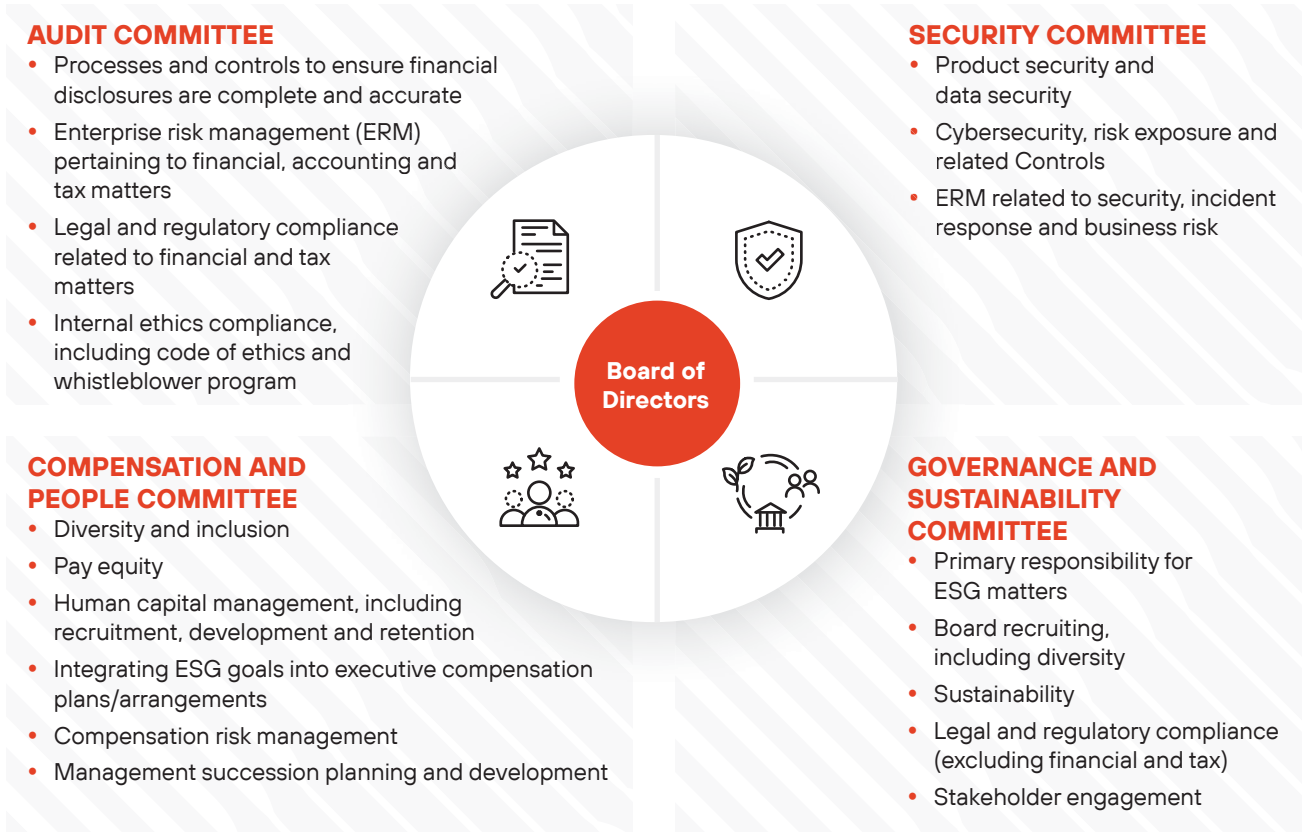 AUDIT COMMITTEE
• Processes and controls to ensure financial
disclosures are complete and accurate
• Enterprise risk management (ERM)
pertaining to financial, accounting and
tax matters
• Legal and regulatory compliance
related to financial and tax
matters
• Internal ethics compliance,
including code of ethics and
whistleblower program
SECURITY COMMITTEE
• Product security and
data security
• Cybersecurity, risk exposure and
related Controls
• ERM related to security, incident
response and business risk
Board of
Directors
COMPENSATION AND
PEOPLE COMMITTEE
• Diversity and inclusion
• Pay equity
• Human capital management, including
recruitment, development and retention
• Integrating ESG goals into executive compensation
plans/arrangements
• Compensation risk management
• Management succession planning and development
GOVERNANCE AND
SUSTAINABILITY
COMMITTEE
• Primary responsibility for
ESG matters
• Board recruiting,
including diversity
• Sustainability
• Legal and regulatory compliance
(excluding financial and tax)
• Stakeholder engagement